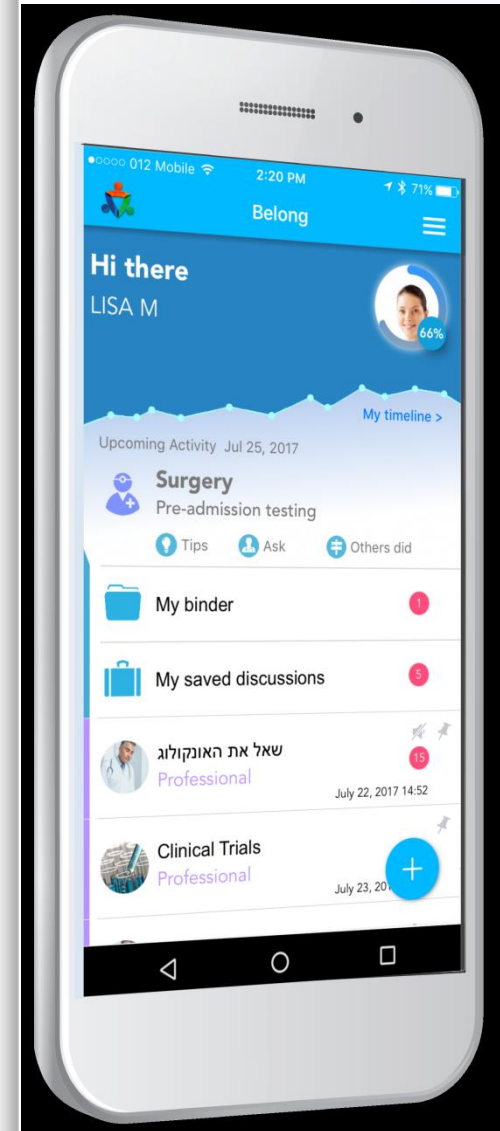 012 Mobile
2:20 PM
71%
Belong
Hi there
LISA M
66%
My timeline >
Upcoming Activity Jul 25, 2017
Surgery
Pre-admission testing
Tips
Ask
Others did
My binder
1
My saved discussions
5
שאל את האונקולוג
15
Professional
July 22, 2017 14:52
Clinical Trials
Professional
July 23,